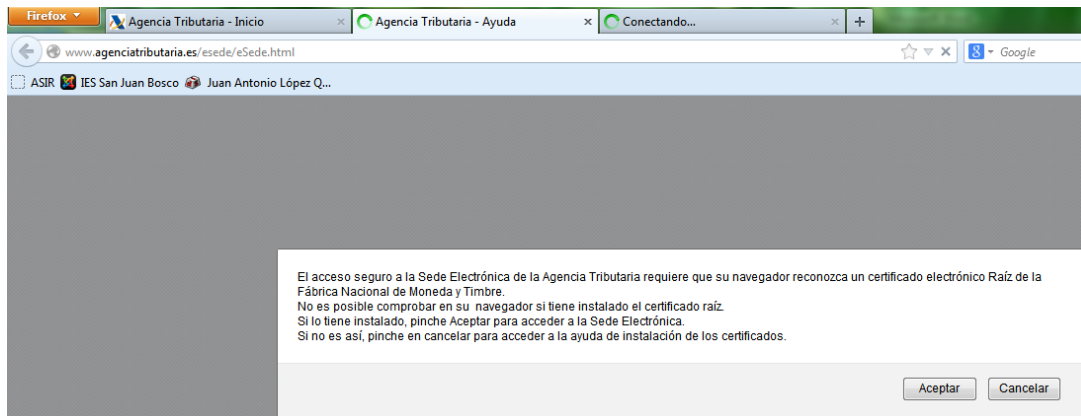 Firefox
Agencia Tributaria - Inicio
Agencia Tributaria - Ayuda
Conectando...
www.agenciatributaria.es/esede/eSede.html
Google
ASIR IES San Juan Bosco Juan Antonio López Q...
El acceso seguro a la Sede Electrónica de la Agencia Tributaria requiere que su navegador reconozca un certificado electrónico Raíz de la
Fábrica Nacional de Moneda y Timbre.
No es posible comprobar en su navegador si tiene instalado el certificado raíz.
Si lo tiene instalado, pinche Aceptar para acceder a la Sede Electrónica.
Si no es así, pinche en cancelar para acceder a la ayuda de instalación de los certificados.
Aceptar Cancelar